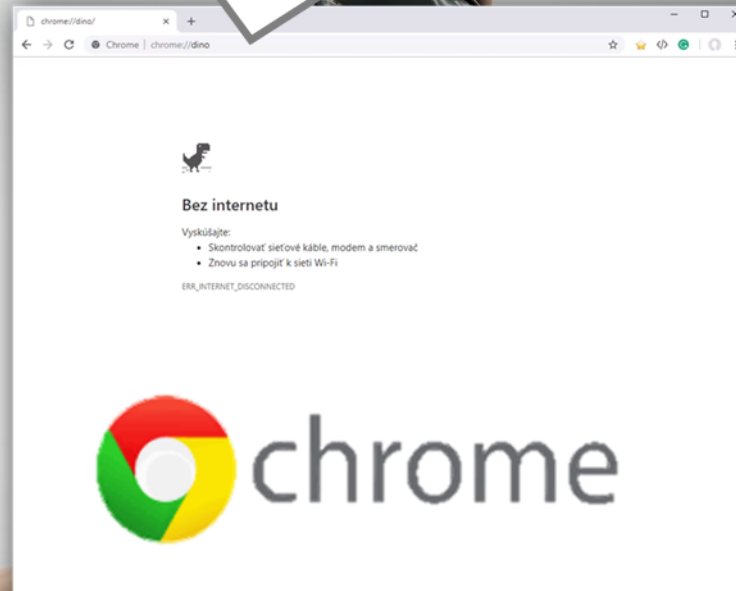 chrome://dino/
Chrome | chrome://dino
Bez internetu
Vyskúšajte:
• Skontrolovať sieťové káble, modem a smerovač
• Znovu sa pripojiť k sieti Wi-Fi
ERR_INTERNET_DISCONNECTED
chrome